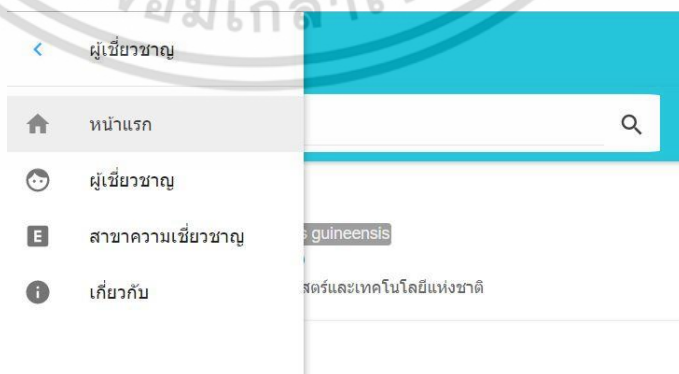 ผู้เชี่ยวชาญ
หน้าแรก
ผู้เชี่ยวชาญ
s guineensis
E สาขาความเชี่ยวชาญ
เกี่ยวกับ
สตร์และเทคโนโลยีแห่งชาติ